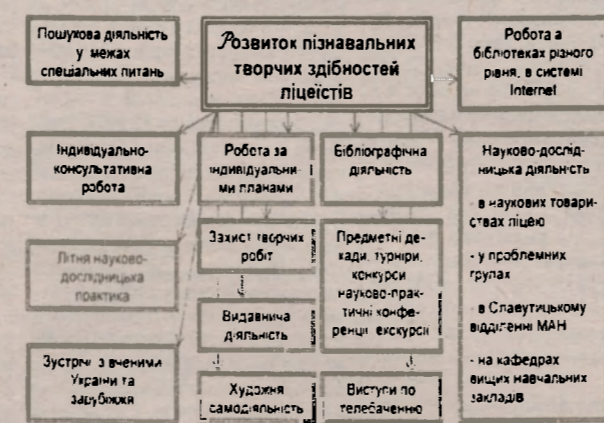 Пошукова діяльність
у межах
спеціальних питань
Розвиток пізнавальних
творчих здібностей
ліцеїстів
Робота в
бібліотеках різного
рівня, в системі
Internet
Індивідуально-
консультативна
робота
Робота за
індивідуальни-
ми планами
Бібліографічна
діяльність
Науково-дослід-
ницька діяльність
- в наукових товари-
ствах ліцею
- у проблемних
групах
- в Славутицькому
відділенні МАН
- на кафедрах
вищих навчальних
закладів
Літня науково-
дослідницька
практика
Захист творчих
робіт
Предметні де-
кади, турніри,
конкурси
науково-прак-
тичні конфе-
ренції екскурсії
Видавнича
діяльність
Зустрічі з вченими
України та
зарубіжжя
Художня
самодіяльність
Виступи по
телебаченню